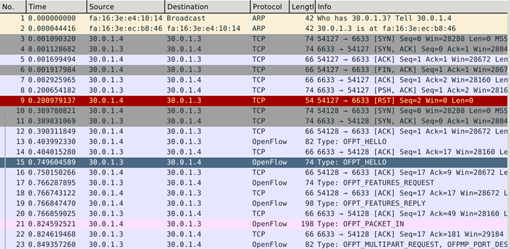 No. Time Source Destination Protocol Lengtl Info
1 0.000000000 fa:16:3e:e4:10:14 Broadcast ARP 42 Who has 30.0.1.3? Tell 30.0.1.4
2 0.000044416 fa:16:3e:ec:b8:46 fa:16:3e:e4:10:14 ARP 42 30.0.1.3 is at fa:16:3e:ec:b8:46
3 0.001090320 30.0.1.4 30.0.1.3 TCP 74 54127 → 6633 [SYN] Seq=0 Win=28280 Len=0 MSS
4 0.001128682 30.0.1.3 30.0.1.4 TCP 74 6633 → 54127 [SYN, ACK] Seq=0 Ack=1 Win=2804
5 0.001699494 30.0.1.4 30.0.1.3 TCP 66 54127 → 6633 [ACK] Seq=1 Ack=1 Win=28672 Len
6 0.001917984 30.0.1.4 30.0.1.3 TCP 66 54127 → 6633 [FIN, ACK] Seq=1 Ack=1 Win=2867
7 0.002925965 30.0.1.3 30.0.1.4 TCP 66 6633 → 54127 [ACK] Seq=1 Ack=2 Win=28160 Len
8 0.200654182 30.0.1.3 30.0.1.4 TCP 74 6633 → 54127 [PSH, ACK] Seq=1 Ack=2 Win=2816
9 0.200979137 30.0.1.4 30.0.1.3 TCP 54 54127 → 6633 [RST] Seq=2 Win=0 Len=0
10 0.389780821 30.0.1.4 30.0.1.3 TCP 74 54128 → 6633 [SYN] Seq=0 Win=28280 Len=0 MSS
11 0.389831069 30.0.1.3 30.0.1.4 TCP 74 6633 → 54128 [SYN, ACK] Seq=0 Ack=1 Win=2804
12 0.390311849 30.0.1.4 30.0.1.3 TCP 66 54128 → 6633 [ACK] Seq=1 Ack=1 Win=28672 Len
13 0.403992330 30.0.1.4 30.0.1.3 OpenFlow 82 Type: OFPT_HELLO
14 0.404015280 30.0.1.3 30.0.1.4 TCP 66 6633 → 54128 [ACK] Seq=1 Ack=17 Win=28160 L
15 0.749604589 30.0.1.3 30.0.1.4 OpenFlow 74 Type: OFPT_HELLO
16 0.750150266 30.0.1.4 30.0.1.3 TCP 66 54128 → 6633 [ACK] Seq=17 Ack=9 Win=28672 L
17 0.766287895 30.0.1.3 30.0.1.4 OpenFlow 74 Type: OFPT_FEATURES_REQUEST
18 0.766743122 30.0.1.4 30.0.1.3 TCP 66 54128 → 6633 [ACK] Seq=17 Ack=17 Win=28672 L
19 0.766847470 30.0.1.4 30.0.1.3 OpenFlow 98 Type: OFPT_FEATURES_REPLY
20 0.766859025 30.0.1.3 30.0.1.4 TCP 66 6633 → 54128 [ACK] Seq=17 Ack=49 Win=28160 L
21 0.824592521 30.0.1.4 30.0.1.3 OpenFlow 198 Type: OFPT_PACKET_IN
22 0.824619468 30.0.1.3 30.0.1.4 TCP 66 6633 → 54128 [ACK] Seq=17 Ack=181 Win=29184
23 0.849357260 30.0.1.3 30.0.1.4 OpenFlow 82 Type: OFPT_MULTIPART_REQUEST, OFPMP_PORT_DES